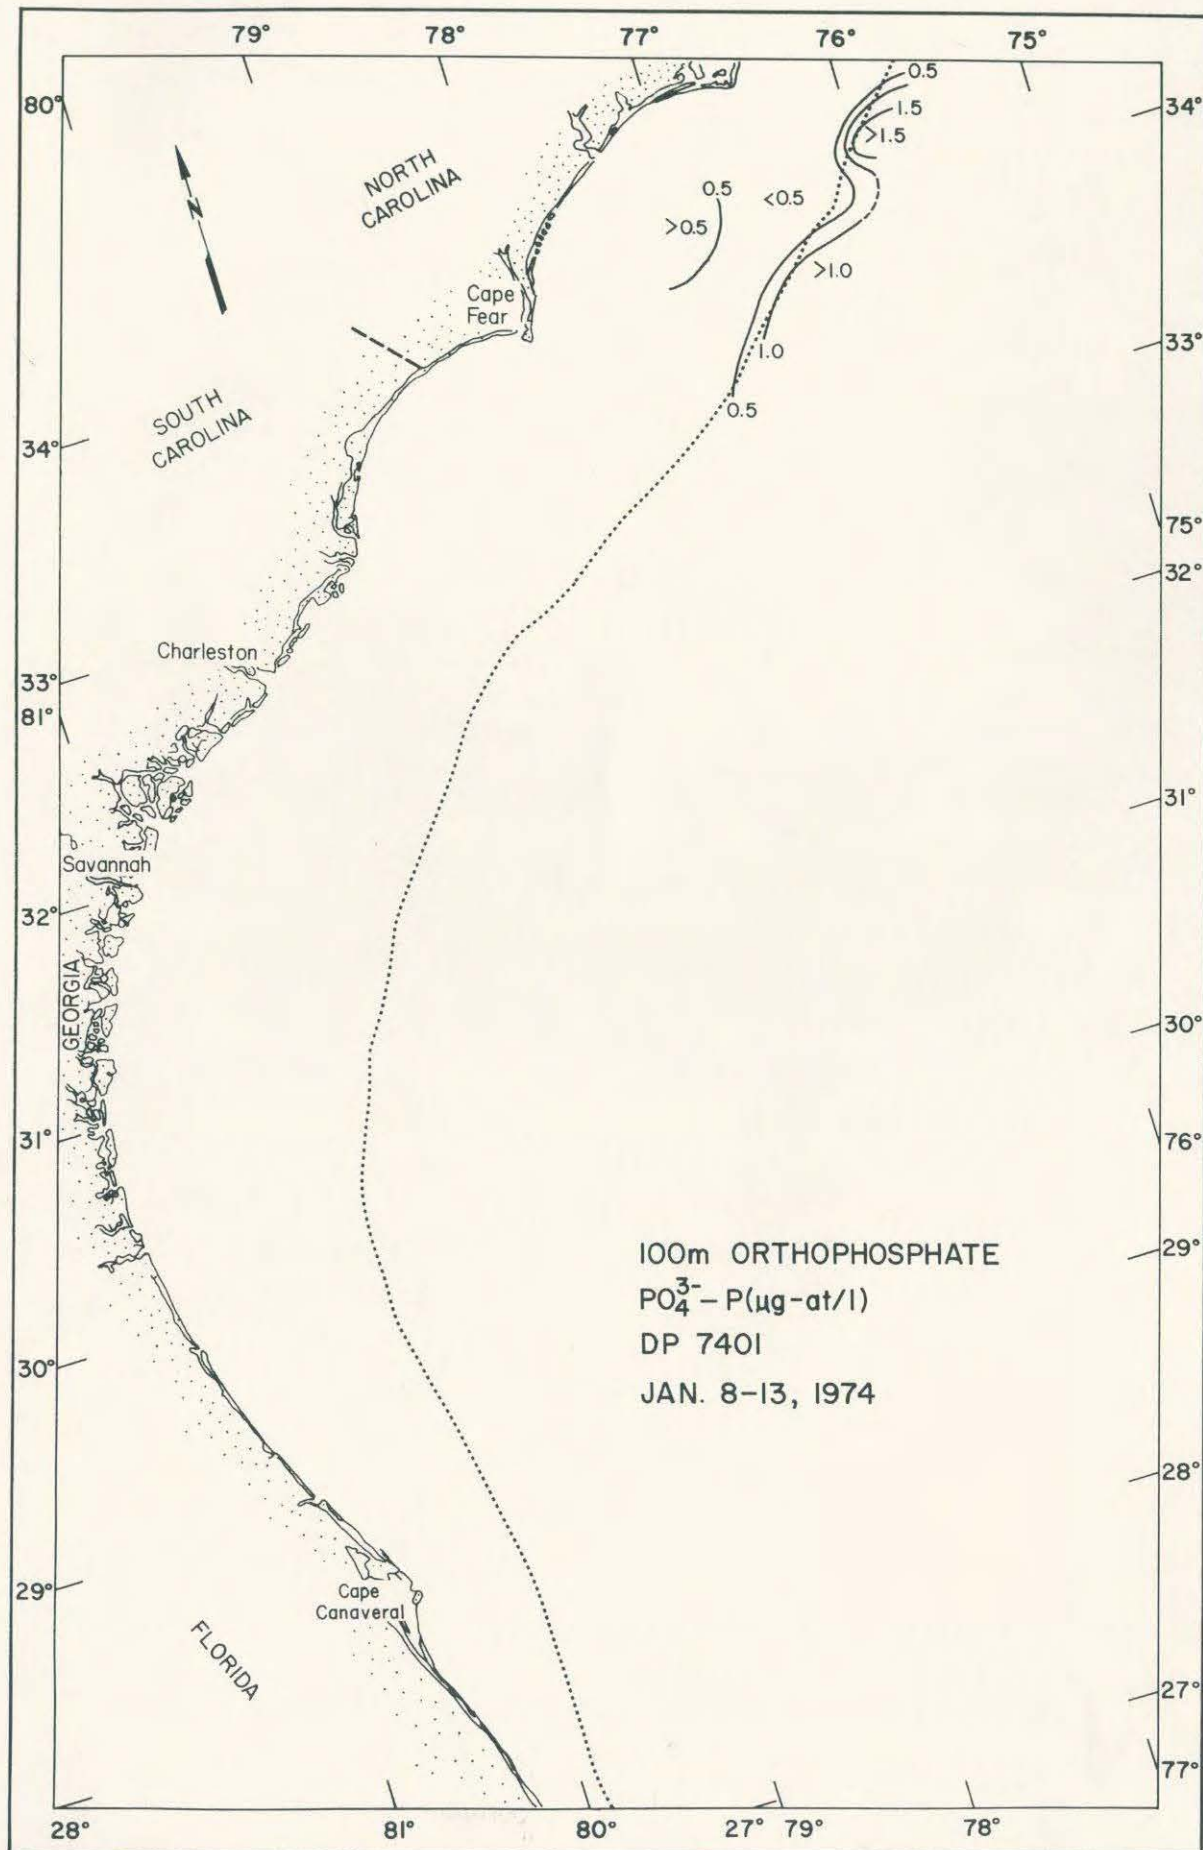 79° 78° 77° 76° 75°
80°
34°
0.5
1.5
>1.5
N
NORTH
CAROLINA
0.5
<0.5
>0.5
>1.0
Cape
Fear
33°
1.0
0.5
SOUTH
CAROLINA
34°
75°
32°
Charleston
33°
81°
31°
Savannah
32°
GEORGIA
30°
31°
76°
100m ORTHOPHOSPHATE
29°
PO₄³⁻ – P(µg-at/l)
DP 7401
30°
JAN. 8-13, 1974
28°
29°
Cape
Canaveral
FLORIDA
27°
77°
28° 81° 80° 27° 79° 78°